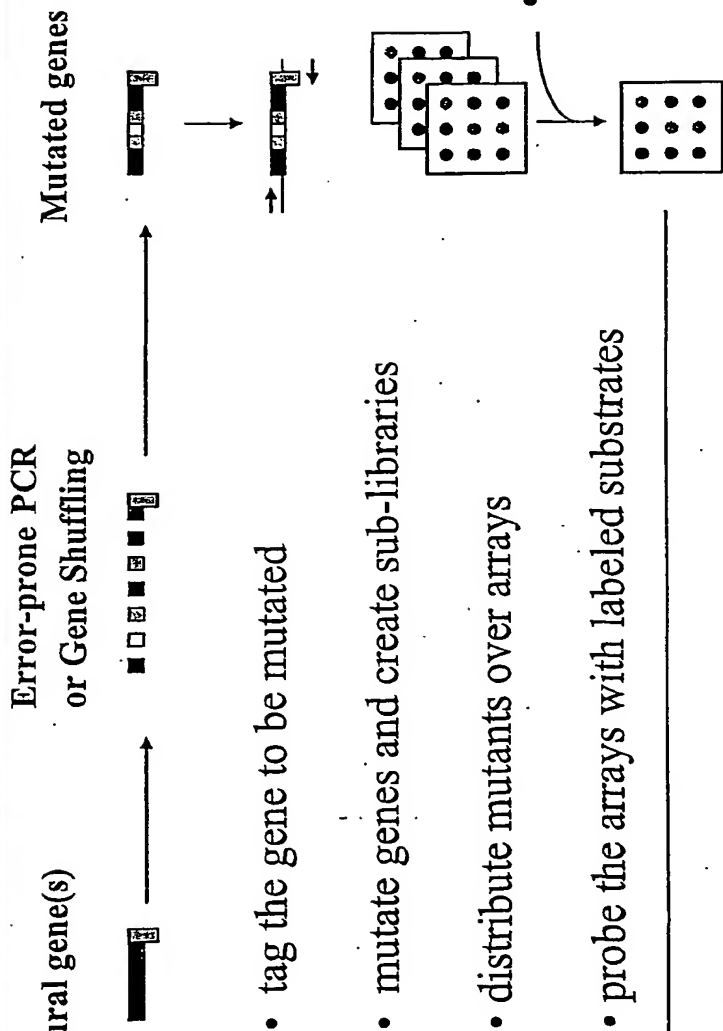 Error-prone PCR
or Gene Shuffling
ural gene(s)
Mutated genes
• tag the gene to be mutated
• mutate genes and create sub-libraries
• distribute mutants over arrays
• probe the arrays with labeled substrates